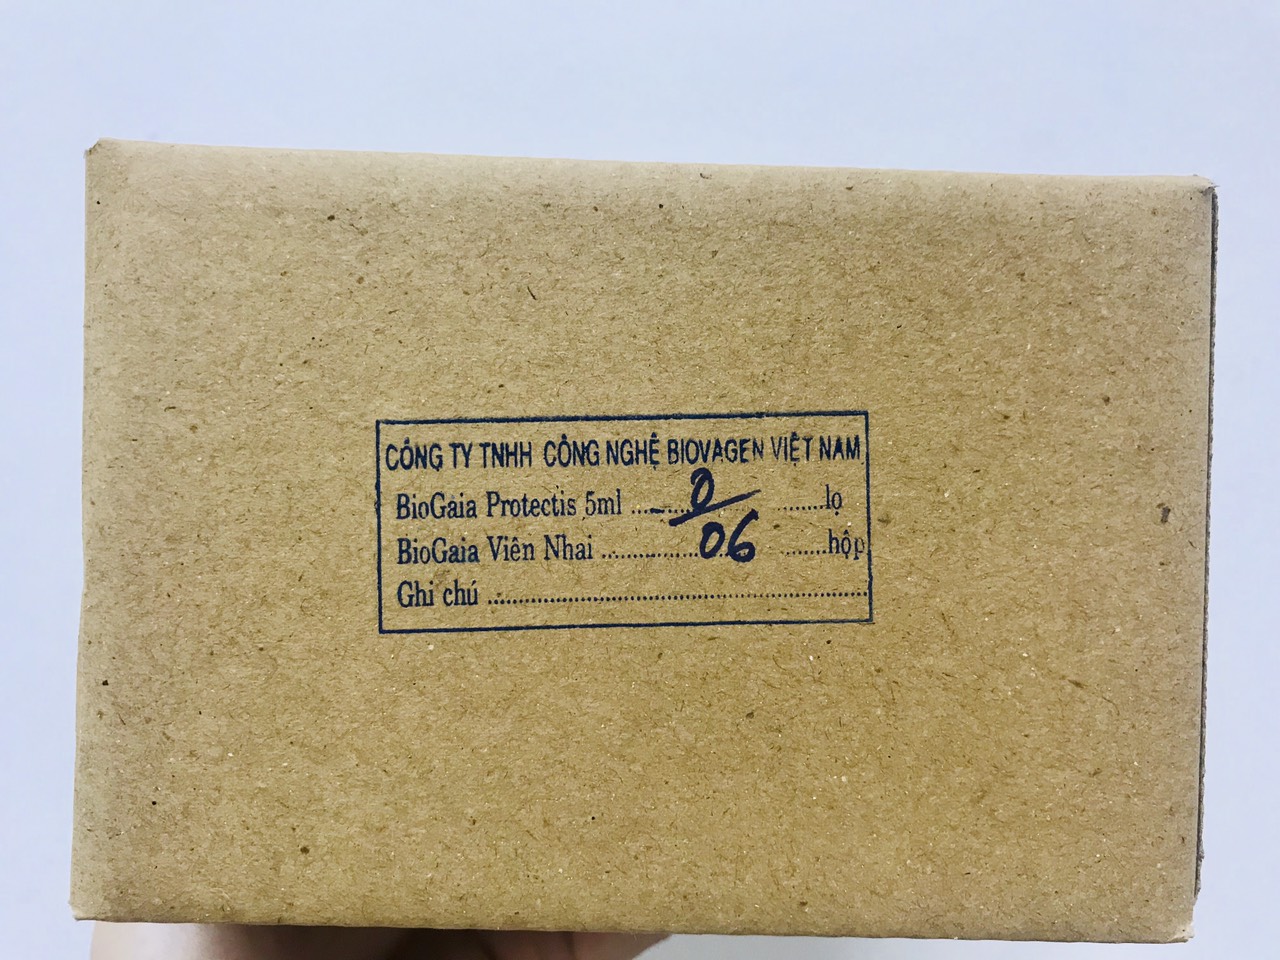 CÔNG TY TNHH CÔNG NGHỆ BIOVAGEN VIỆT NAM
BioGaia Protectis 5ml ........0...........lọ
BioGaia Viên Nhai ...............06...........hộp
Ghi chú ................................................................